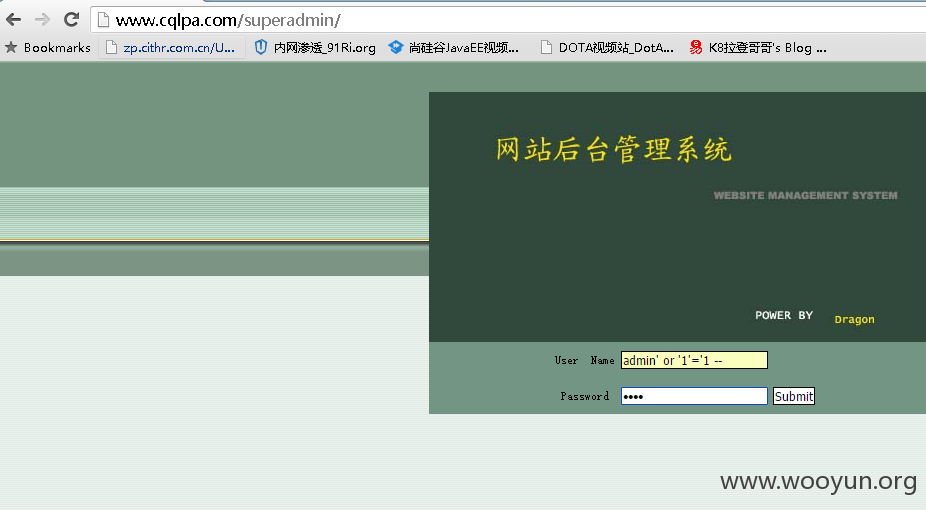 www.cqlpa.com/superadmin/
Bookmarks zp.cithr.com.cn/U... 内网渗透_91Ri.org 尚硅谷JavaEE视频... DOTA视频站_DotA... K8拉登哥哥's Blog ...
网站后台管理系统
WEBSITE MANAGEMENT SYSTEM
POWER BY Dragon
User Name admin' or '1'='1 --
Password •••• Submit
www.wooyun.org